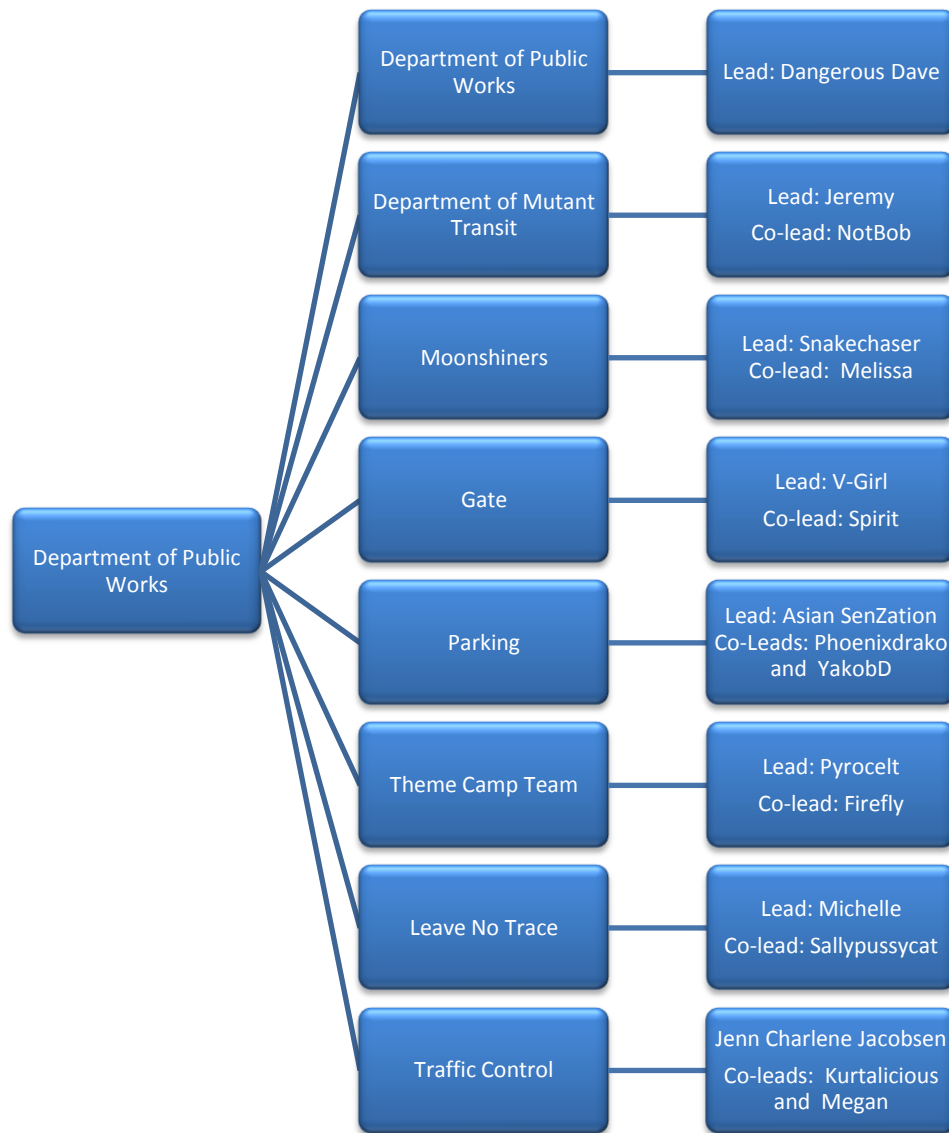 Department of Public
Works
Department of Public
Works
Lead: Dangerous Dave
Department of Mutant
Transit
Lead: Jeremy
Co-lead: NotBob
Moonshiners
Lead: Snakechaser
Co-lead:  Melissa
Gate
Lead: V-Girl
Co-lead: Spirit
Parking
Lead: Asian SenZation
Co-Leads: Phoenixdrako
and  YakobD
Theme Camp Team
Lead: Pyrocelt
Co-lead: Firefly
Leave No Trace
Lead: Michelle
Co-lead: Sallypussycat
Traffic Control
Jenn Charlene Jacobsen
Co-leads:  Kurtalicious
and  Megan